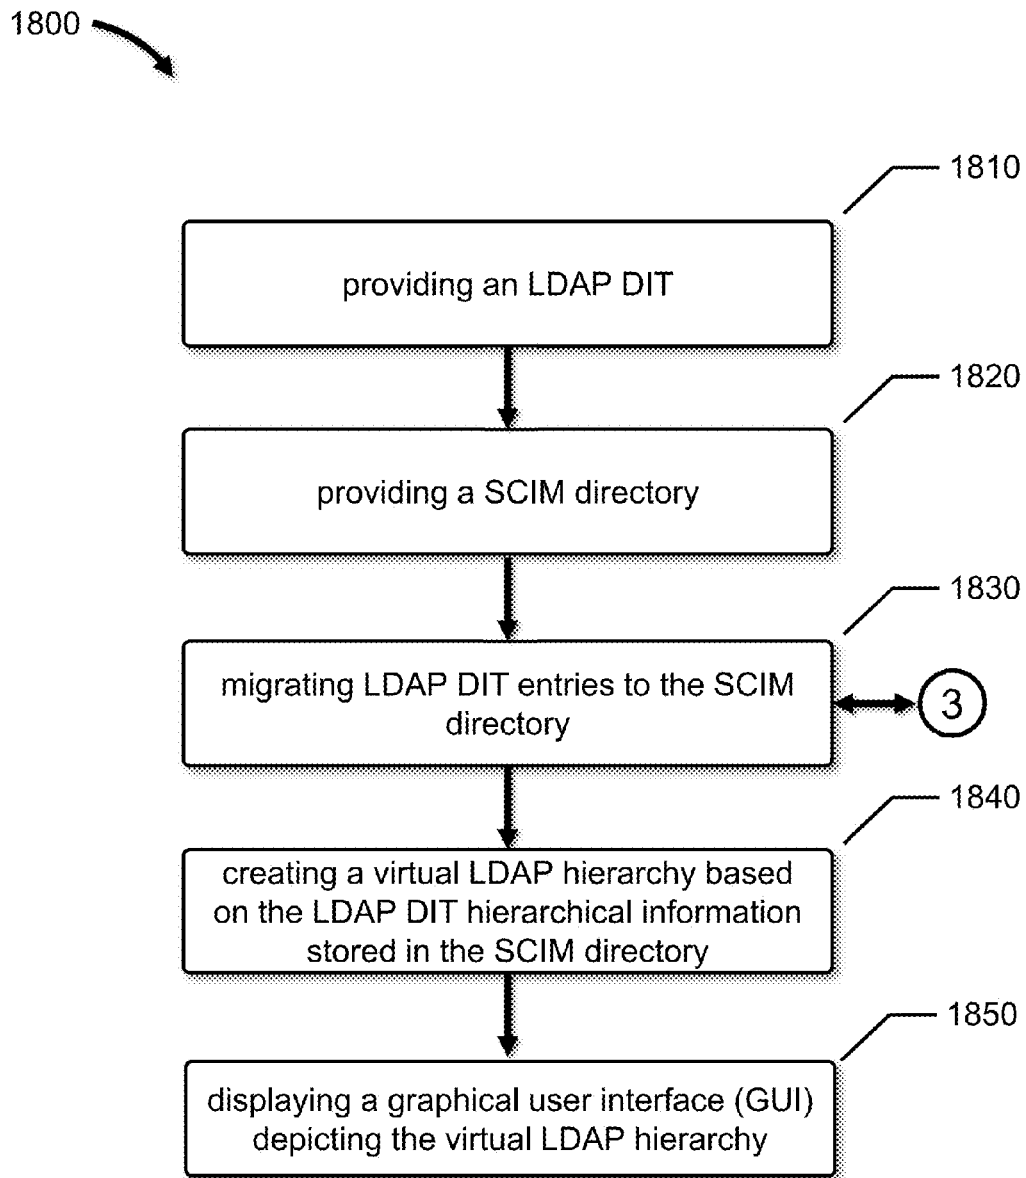 1800
1810
providing an LDAP DIT
1820
providing a SCIM directory
1830
migrating LDAP DIT entries to the SCIM
directory
3
1840
creating a virtual LDAP hierarchy based
on the LDAP DIT hierarchical information
stored in the SCIM directory
1850
displaying a graphical user interface (GUI)
depicting the virtual LDAP hierarchy